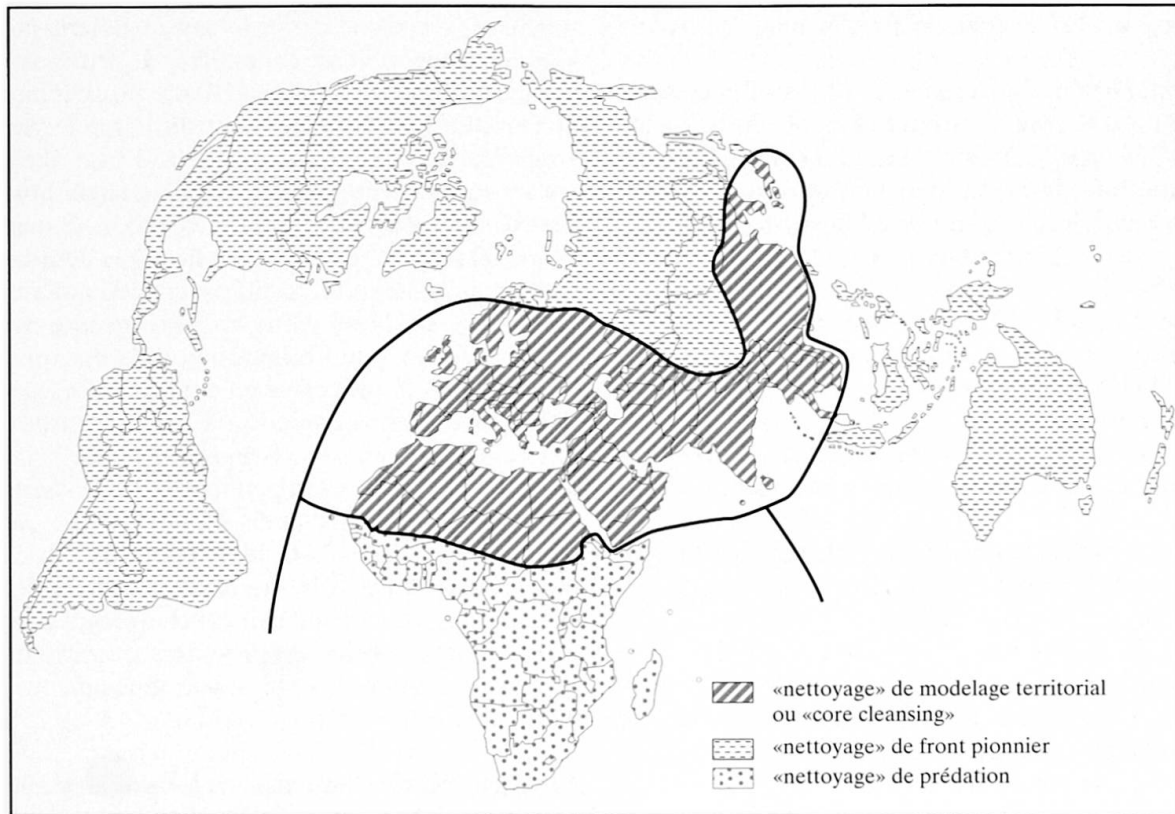 «nettoyage» de modelage territorial
ou «core cleansing»
«nettoyage» de front pionnier
«nettoyage» de prédation